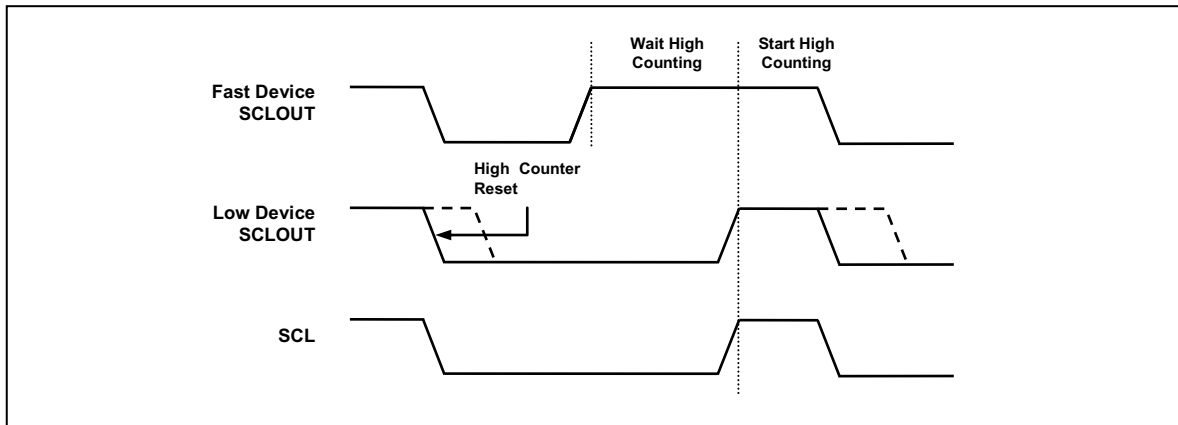 Wait High
Counting
Start High
Counting
Fast Device
SCLOUT
High Counter
Reset
Low Device
SCLOUT
SCL